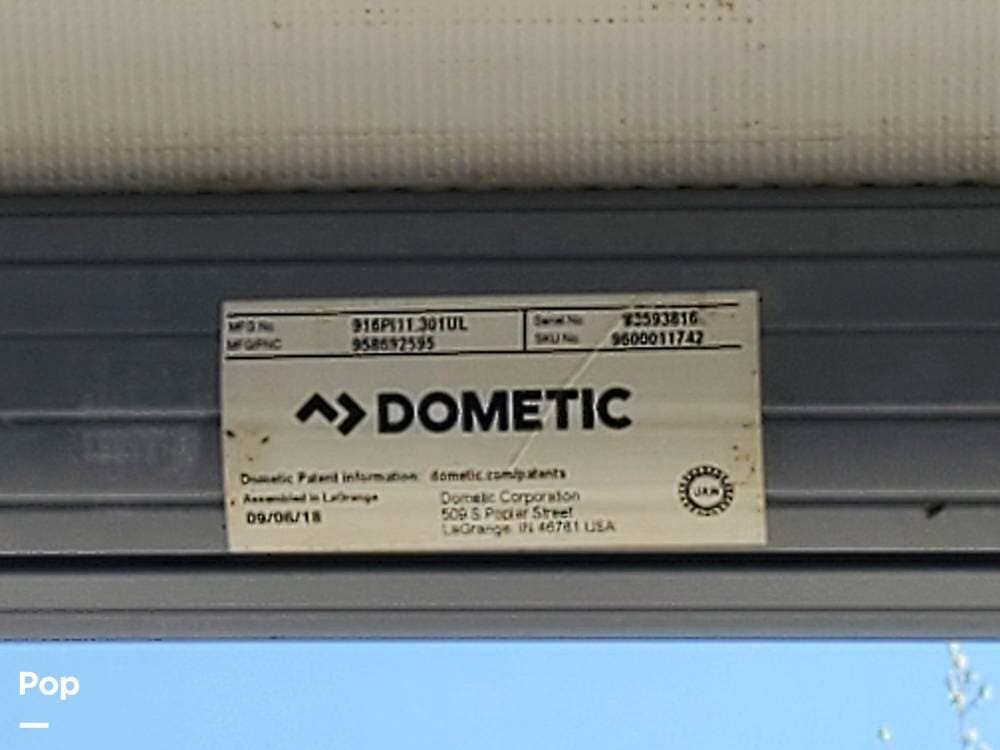 MFG No. 916PI11.301UL Serial No.
MFG/PNC 958692595 SKU No. 9600011742
DOMETIC
Dometic Patent Information: dometic.com/patents
Assembled in LaGrange Dometic Corporation
09/06/18 509 S Poplar Street
LaGrange, IN 46761 USA
Pop